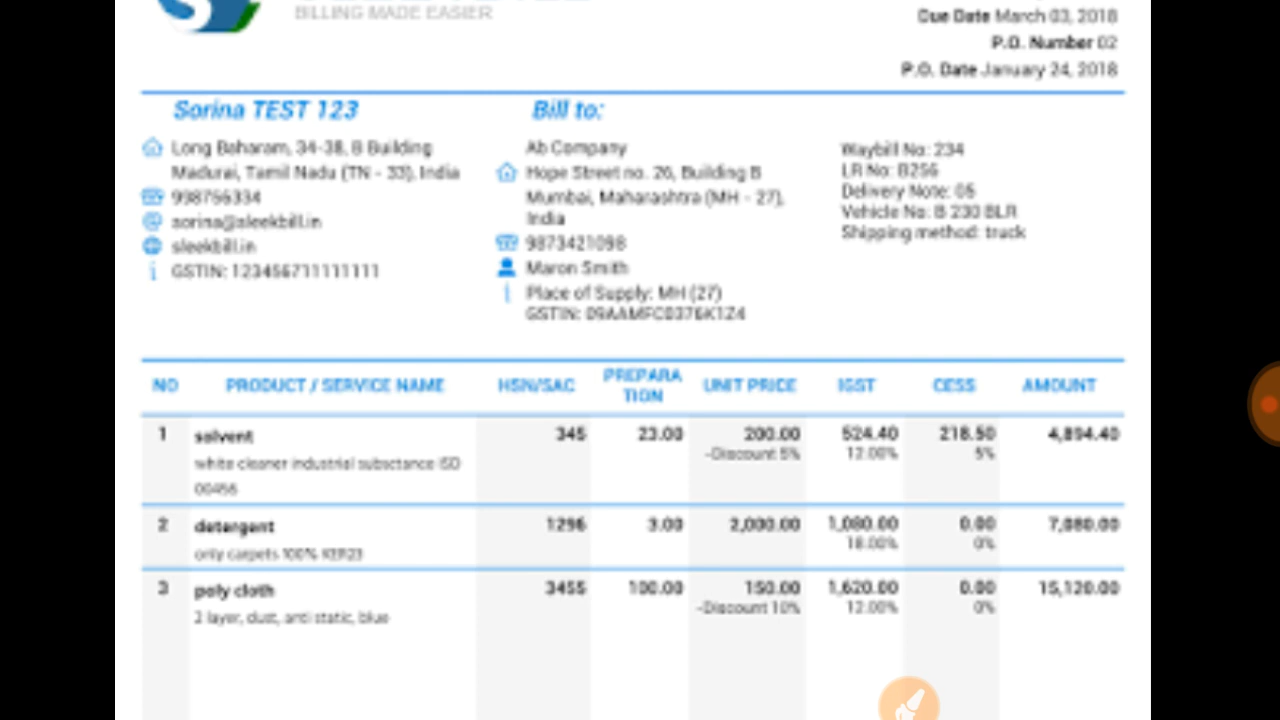 BILLING MADE EASIER
Due Date March 03, 2018
P.O. Number 02
P.O. Date January 24, 2018
Sorina TEST 123
Long Baharam, 34-38, B Building
Madurai, Tamil Nadu (TN - 33), India
998766334
sorina@sleekbill.in
sleekbill.in
GSTIN: 123456711111111
Bill to:
Ab Company
Hope Street no. 26, Building B
Mumbai, Maharashtra (MH - 27),
India
9873421098
Maron Smith
Place of Supply: MH (27)
GSTIN: 09AAMFC0376K1Z4
Waybill No: 234
LR No: B256
Delivery Note: 05
Vehicle No: B 230 BLR
Shipping method: truck
NO PRODUCT / SERVICE NAME HSN/SAC PREPARA TION UNIT PRICE IGST CESS AMOUNT
1 solvent 345 23.00 200.00 524.40 218.50 4,894.40
-Discount 5% 12.00% 5%
white cleaner industrial subsctance ISO
00456
2 detergent 1296 3.00 2,000.00 1,080.00 0.00 7,080.00
18.00% 0%
only carpets 100%
3 poly cloth 3455 100.00 150.00 1,620.00 0.00 15,120.00
-Discount 10% 12.00% 0%
2 layer, dust, anti static, blue